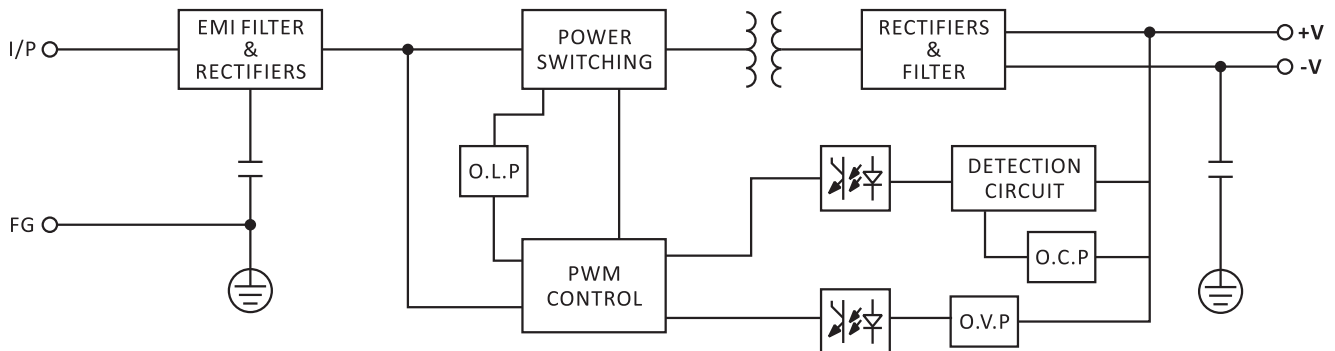 I/P
EMI FILTER
&
RECTIFIERS
POWER
SWITCHING
RECTIFIERS
&
FILTER
+V
-V
O.L.P
DETECTION
CIRCUIT
FG
O.C.P
PWM
CONTROL
O.V.P